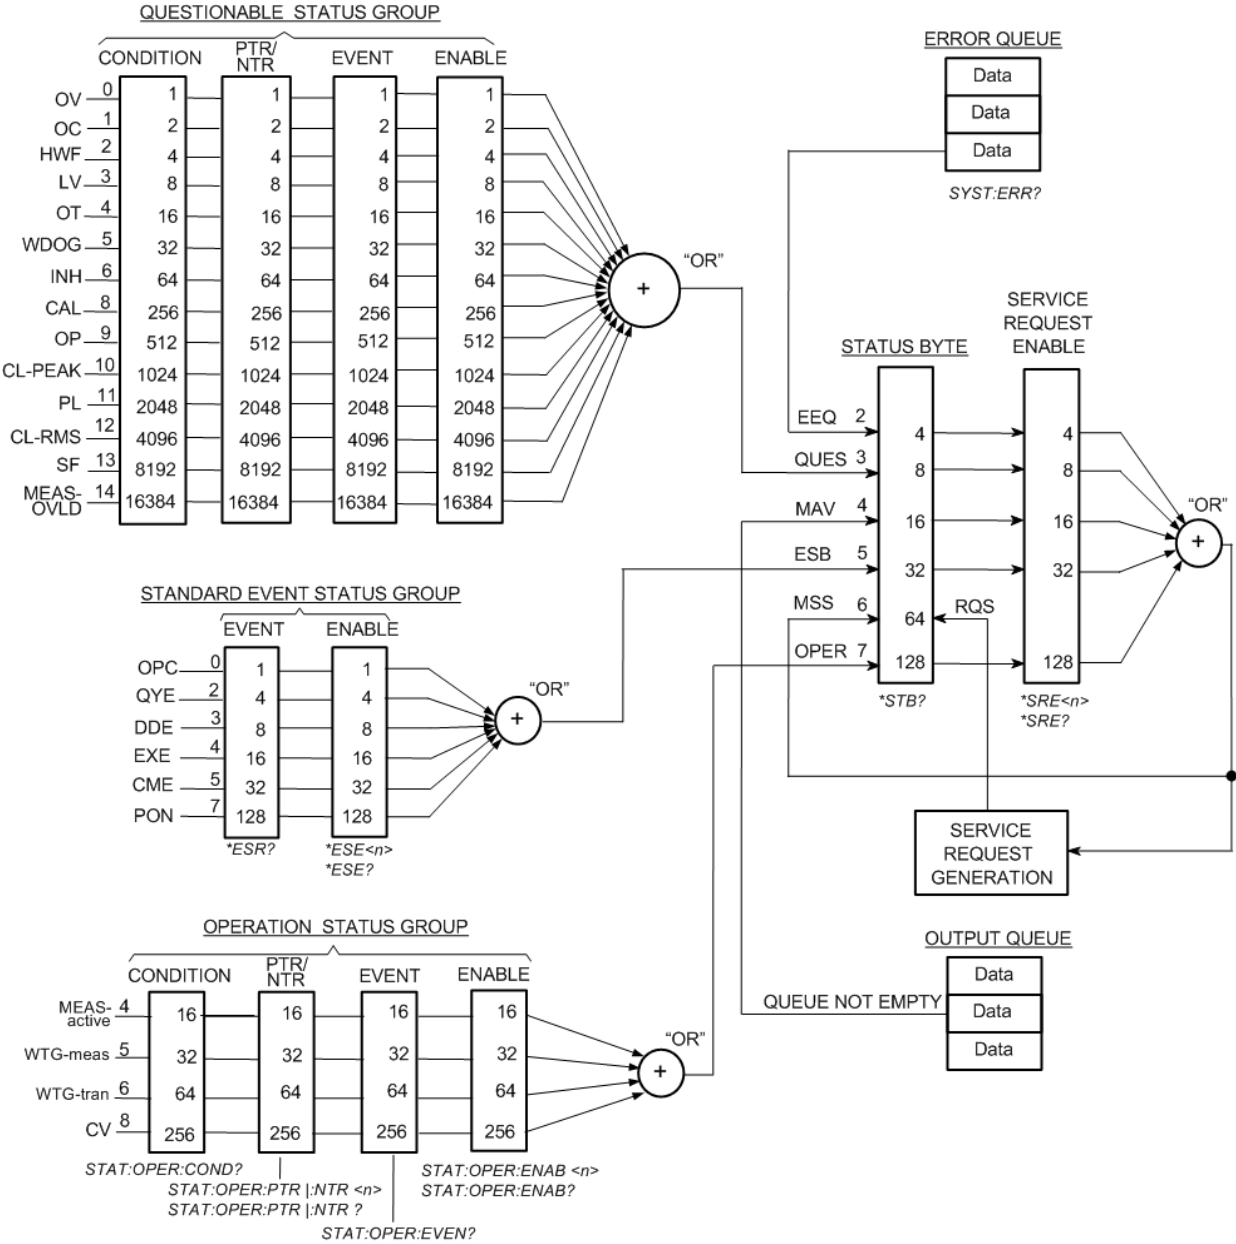 QUESTIONABLE STATUS GROUP
CONDITION
PTR/
NTR
EVENT
ENABLE
OV 0 1 1 1 1
OC 1 2 2 2 2
HWF 2 4 4 4 4
LV 3 8 8 8 8
OT 4 16 16 16 16
WDOG 5 32 32 32 32
INH 6 64 64 64 64
CAL 8 256 256 256 256
OP 9 512 512 512 512
CL-PEAK 10 1024 1024 1024 1024
PL 11 2048 2048 2048 2048
CL-RMS 12 4096 4096 4096 4096
SF 13 8192 8192 8192 8192
MEAS-
OVLD 14 16384 16384 16384 16384
+
“OR”
ERROR QUEUE
Data
Data
Data
SYST:ERR?
STATUS BYTE
SERVICE
REQUEST
ENABLE
EEQ 2 4 4
QUES 3 8 8
MAV 4 16 16
ESB 5 32 32
MSS 6 64 RQS
OPER 7 128 128
*STB?
*SRE<n>
*SRE?
“OR”
+
STANDARD EVENT STATUS GROUP
EVENT
ENABLE
OPC 0 1 1
QYE 2 4 4
DDE 3 8 8
EXE 4 16 16
CME 5 32 32
PON 7 128 128
*ESR?
*ESE<n>
*ESE?
“OR”
+
SERVICE
REQUEST
GENERATION
OPERATION STATUS GROUP
CONDITION
PTR/
NTR
EVENT
ENABLE
MEAS-
active 4 16 16 16 16
WTG-meas 5 32 32 32 32
WTG-tran 6 64 64 64 64
CV 8 256 256 256 256
STAT:OPER:COND?
STAT:OPER:PTR |:NTR <n>
STAT:OPER:PTR |:NTR ?
STAT:OPER:EVEN?
STAT:OPER:ENAB <n>
STAT:OPER:ENAB?
“OR”
+
OUTPUT QUEUE
QUEUE NOT EMPTY
Data
Data
Data